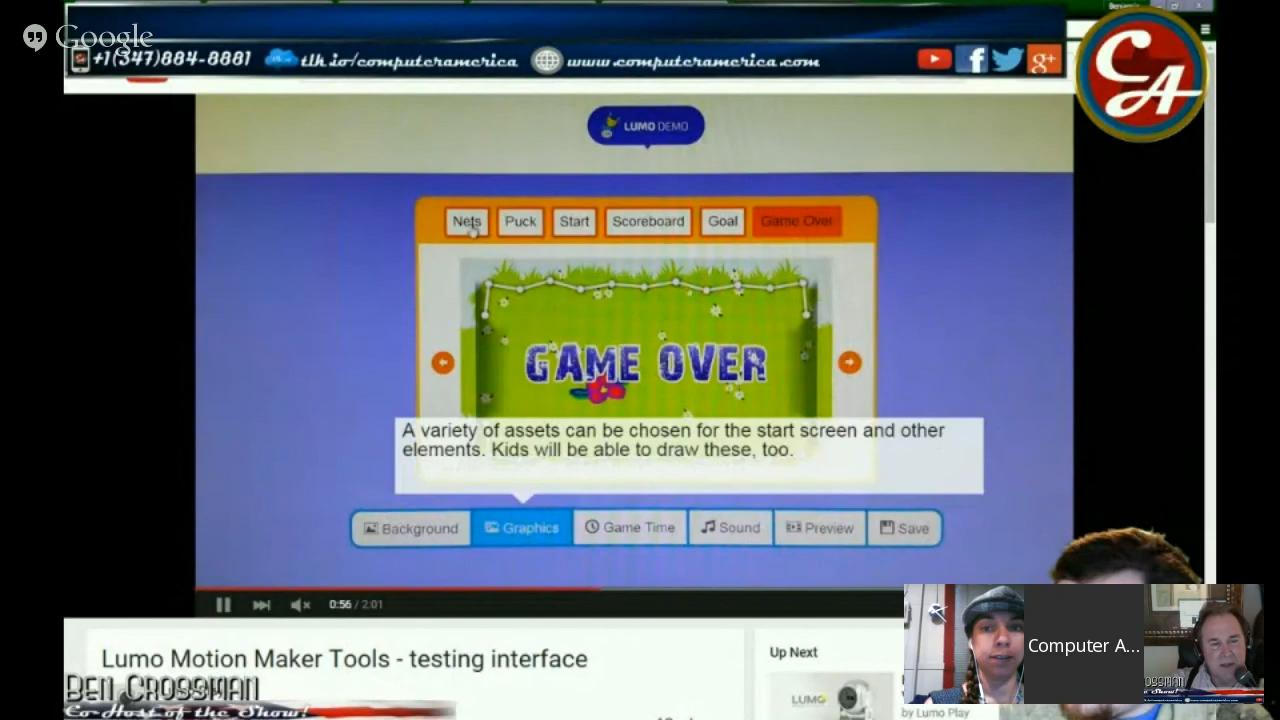 Google
+1(347)884-8881 tlk.io/computeramerica www.computeramerica.com
CA
LUMO DEMO
Nets Puck Start Scoreboard Goal Game Over
GAME OVER
A variety of assets can be chosen for the start screen and other
elements. Kids will be able to draw these, too.
Background Graphics Game Time Sound Preview Save
0:56 / 2:01
Lumo Motion Maker Tools - testing interface
Up Next
LUMO
by Lumo Play
BEN CROSSMAN
Co-Host of the Show!
Computer A...